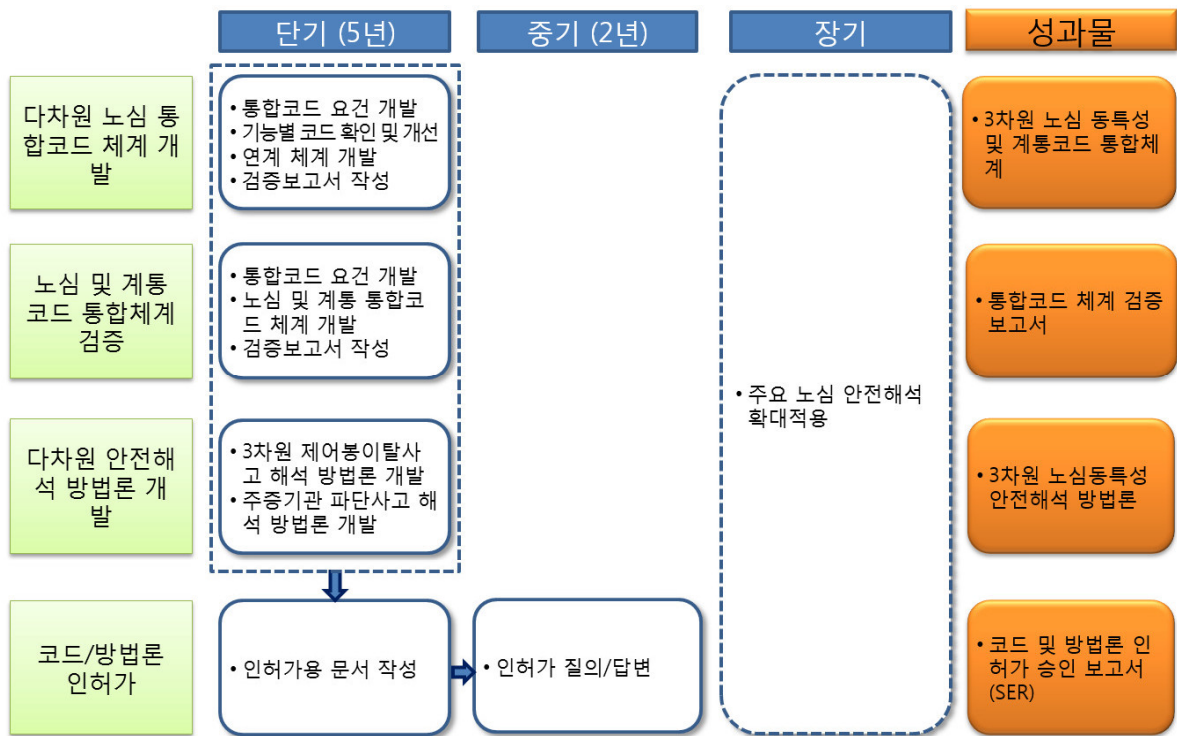 단기 (5년)
중기 (2년)
장기
성과물
다차원 노심 통
합코드 체계 개
발
• 통합코드 요건 개발
• 기능별 코드 확인 및 개선
• 연계 체계 개발
• 검증보고서 작성
• 3차원 노심 동특성
및 계통코드 통합체
계
노심 및 계통
코드 통합체계
검증
• 통합코드 요건 개발
• 노심 및 계통 통합코
드 체계 개발
• 검증보고서 작성
• 통합코드 체계 검증
보고서
• 주요 노심 안전해석
확대적용
다차원 안전해
석 방법론 개
발
• 3차원 제어봉이탈사
고 해석 방법론 개발
• 주증기관 파단사고 해
석 방법론 개발
• 3차원 노심동특성
안전해석 방법론
코드/방법론
인허가
• 인허가용 문서 작성
• 인허가 질의/답변
• 코드 및 방법론 인
허가 승인 보고서
(SER)